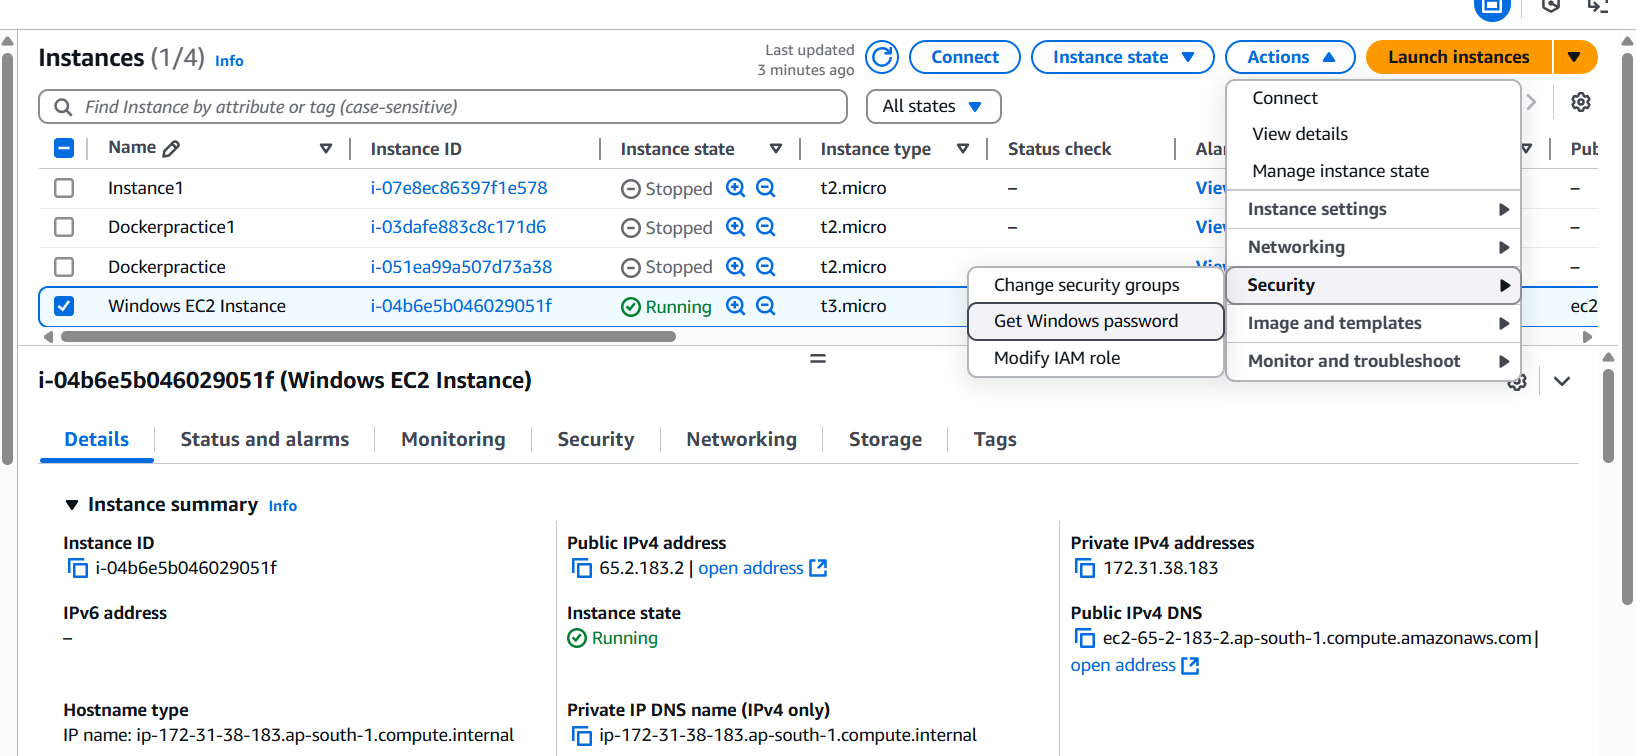 Instances (1/4) Info
Last updated
3 minutes ago
Connect
Instance state
Actions
Launch instances
Find Instance by attribute or tag (case-sensitive)
All states
Name
Instance ID
Instance state
Instance type
Status check
Alar
Pub
Instance1 i-07e8ec86397f1e578 Stopped t2.micro – View –
Dockerpractice1 i-03dafe883c8c171d6 Stopped t2.micro – View –
Dockerpractice i-051ea99a507d73a38 Stopped t2.micro View –
Windows EC2 Instance i-04b6e5b046029051f Running t3.micro ec2
Connect
View details
Manage instance state
Instance settings
Networking
Security
Image and templates
Monitor and troubleshoot
Change security groups
Get Windows password
Modify IAM role
i-04b6e5b046029051f (Windows EC2 Instance)
Details
Status and alarms
Monitoring
Security
Networking
Storage
Tags
Instance summary Info
Instance ID
i-04b6e5b046029051f
Public IPv4 address
65.2.183.2 | open address
Private IPv4 addresses
172.31.38.183
IPv6 address
–
Instance state
Running
Public IPv4 DNS
ec2-65-2-183-2.ap-south-1.compute.amazonaws.com |
open address
Hostname type
IP name: ip-172-31-38-183.ap-south-1.compute.internal
Private IP DNS name (IPv4 only)
ip-172-31-38-183.ap-south-1.compute.internal